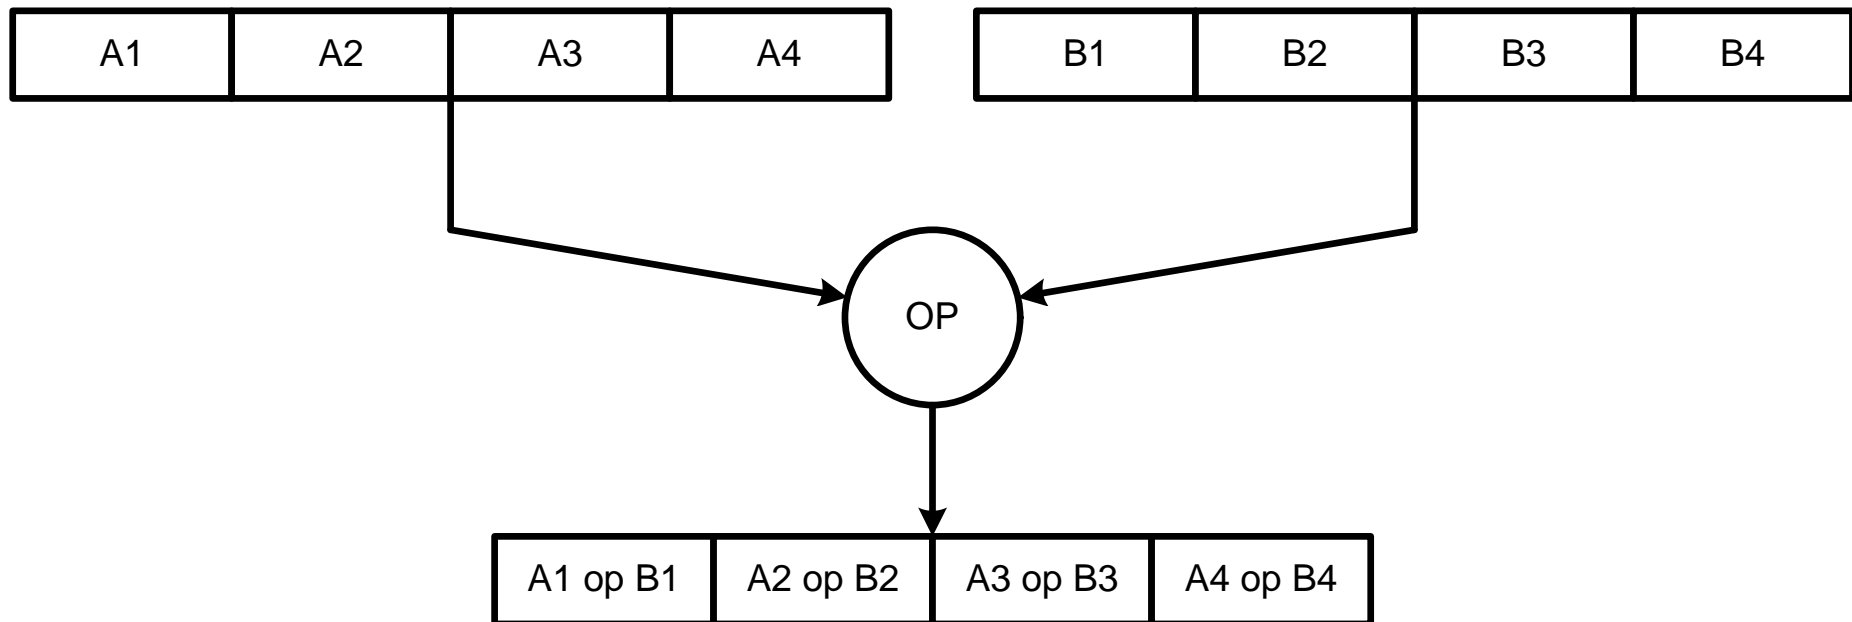 A1 A2 A3 A4 B1 B2 B3 B4
OP
A1 op B1 A2 op B2 A3 op B3 A4 op B4